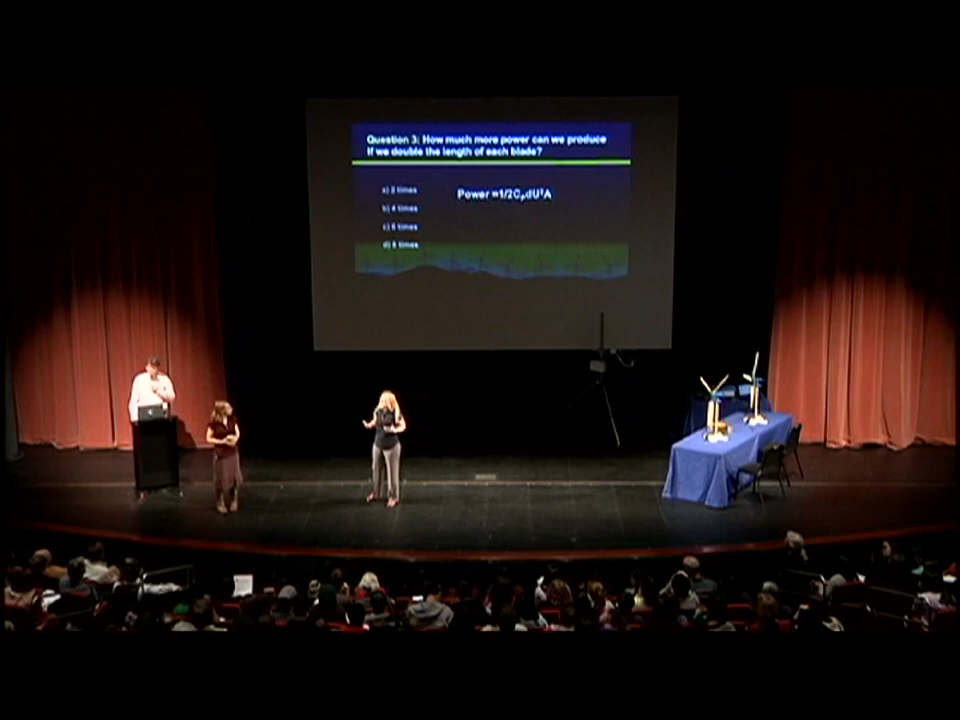 Question 3: How much more power can we produce
if we double the length of each blade?
a) 2 times
Power =1/2CₚdU³A
b) 4 times
c) 6 times
d) 8 times